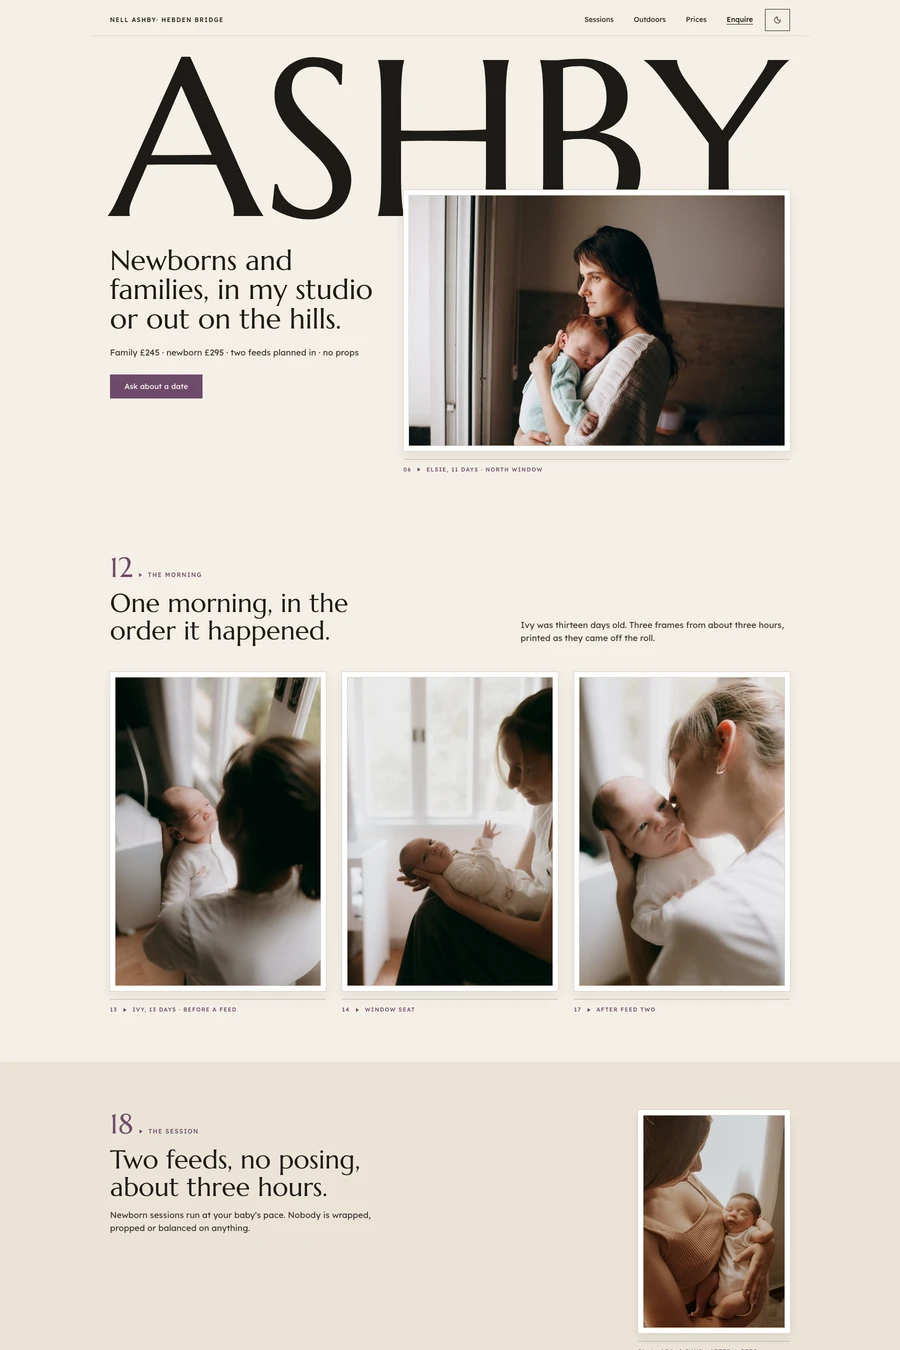 NELL ASHBY· HEBDEN BRIDGE
Sessions
Outdoors
Prices
Enquire
ASHBY
Newborns and
families, in my studio
or out on the hills.
Family £245 · newborn £295 · two feeds planned in · no props
Ask about a date
06 ▸ ELSIE, 11 DAYS · NORTH WINDOW
12 ▸ THE MORNING
One morning, in the
order it happened.
Ivy was thirteen days old. Three frames from about three hours,
printed as they came off the roll.
13 ▸ IVY, 13 DAYS · BEFORE A FEED
14 ▸ WINDOW SEAT
17 ▸ AFTER FEED TWO
18 ▸ THE SESSION
Two feeds, no posing,
about three hours.
Newborn sessions run at your baby's pace. Nobody is wrapped,
propped or balanced on anything.